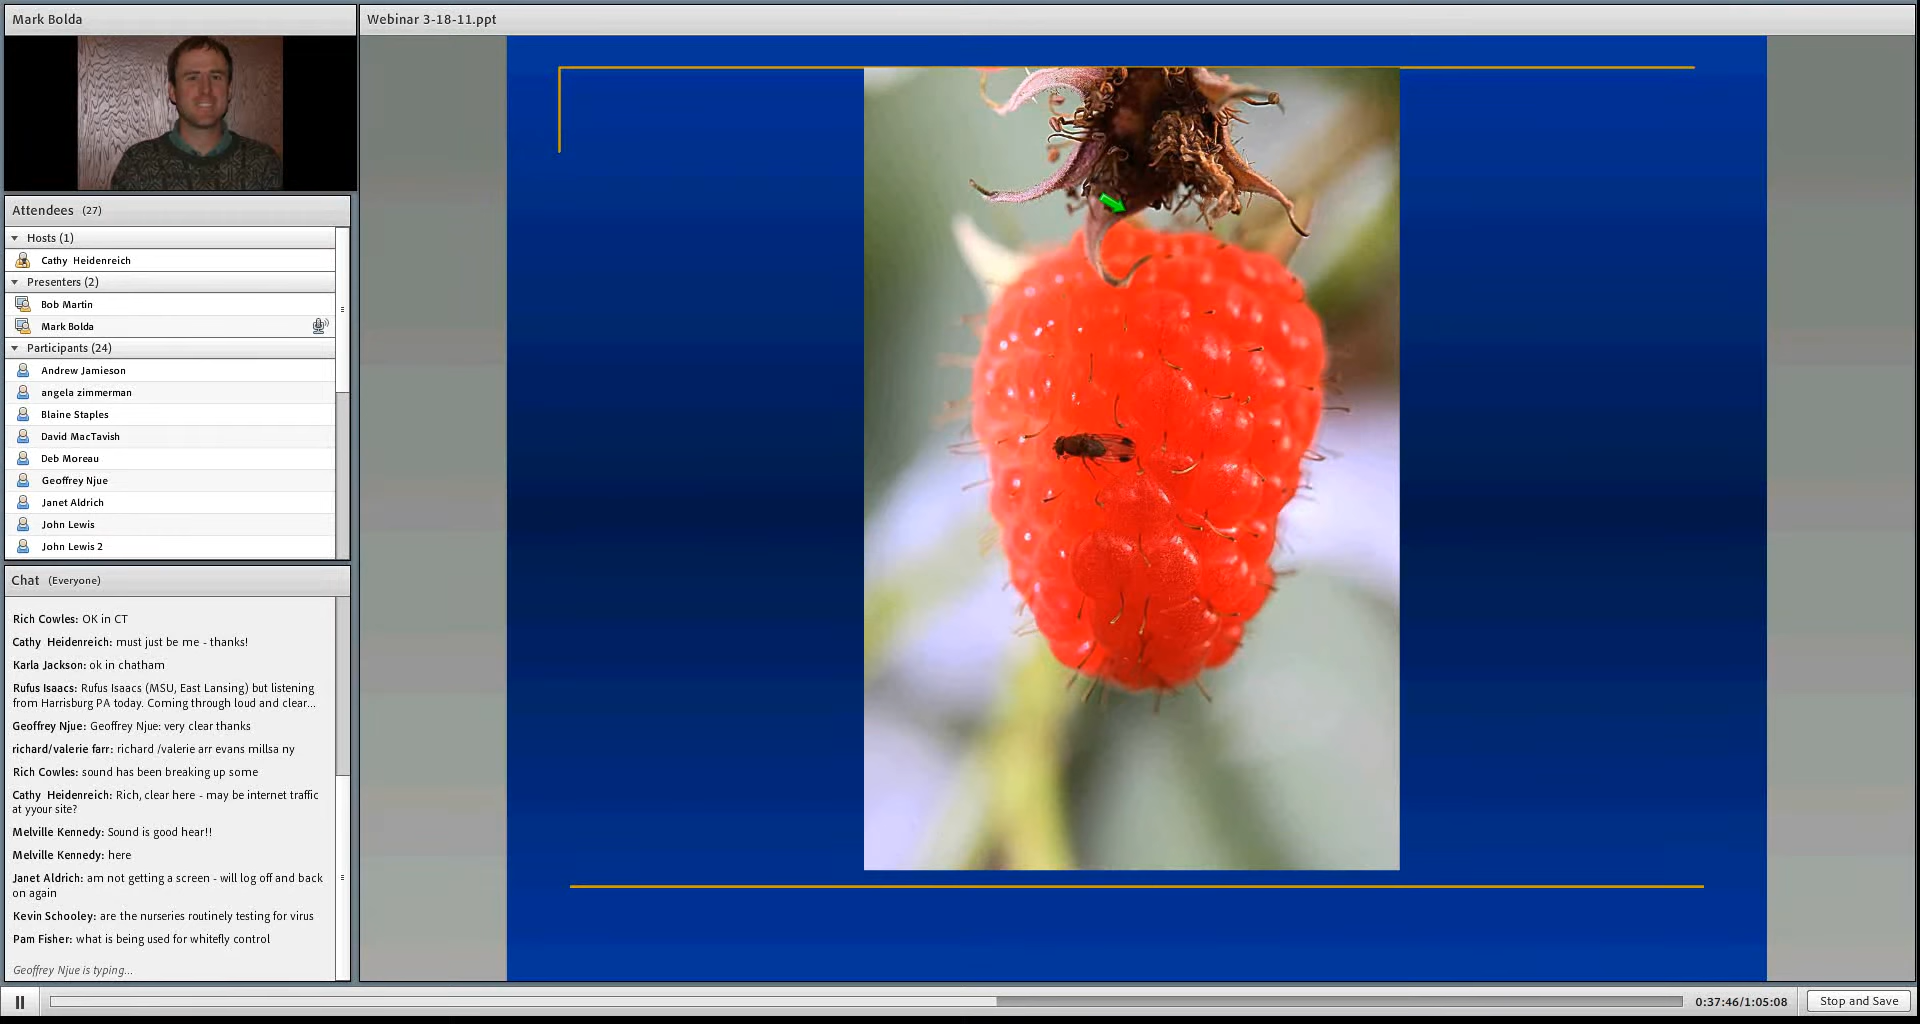 Mark Bolda
Webinar 3-18-11.ppt
Attendees (27)
Hosts (1)
Cathy Heidenreich
Presenters (2)
Bob Martin
Mark Bolda
Participants (24)
Andrew Jamieson
angela zimmerman
Blaine Staples
David MacTavish
Deb Moreau
Geoffrey Njue
Janet Aldrich
John Lewis
John Lewis 2
Chat (Everyone)
Rich Cowles: OK in CT
Cathy Heidenreich: must just be me - thanks!
Karla Jackson: ok in chatham
Rufus Isaacs: Rufus Isaacs (MSU, East Lansing) but listening
from Harrisburg PA today. Coming through loud and clear...
Geoffrey Njue: Geoffrey Njue: very clear thanks
richard/valerie farr: richard /valerie arr evans millsa ny
Rich Cowles: sound has been breaking up some
Cathy Heidenreich: Rich, clear here - may be internet traffic
at yyour site?
Melville Kennedy: Sound is good hear!!
Melville Kennedy: here
Janet Aldrich: am not getting a screen - will log off and back
on again
Kevin Schooley: are the nurseries routinely testing for virus
Pam Fisher: what is being used for whitefly control
Geoffrey Njue is typing...
0:37:46/1:05:08
Stop and Save